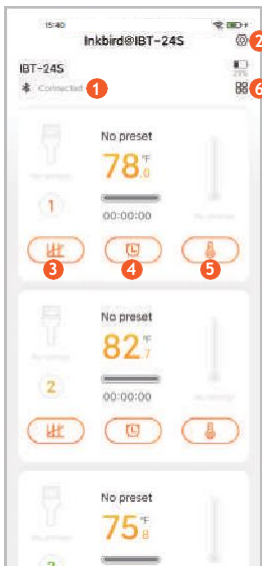 15:40
Inkbird®IBT-24S
2
IBT-24S
Connected
1
6
No preset
78.0 °F
1
00:00:00
3
4
5
No preset
82.7 °F
2
00:00:00
No preset
75.8 °F